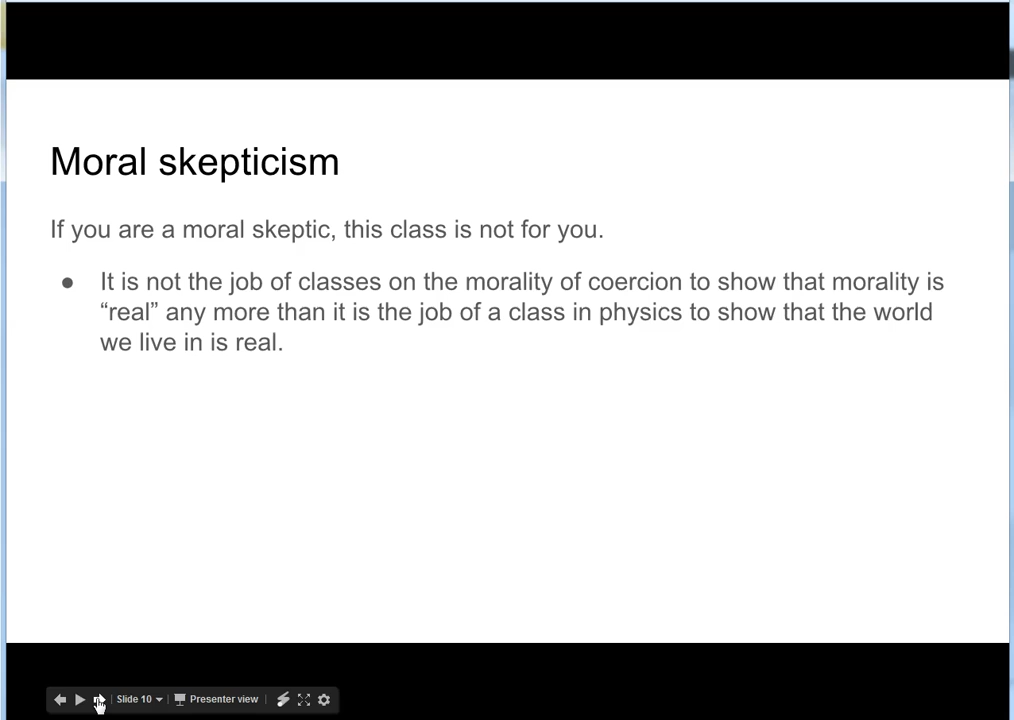 Moral skepticism
If you are a moral skeptic, this class is not for you.
● It is not the job of classes on the morality of coercion to show that morality is
“real” any more than it is the job of a class in physics to show that the world
we live in is real.
Slide 10
Presenter view